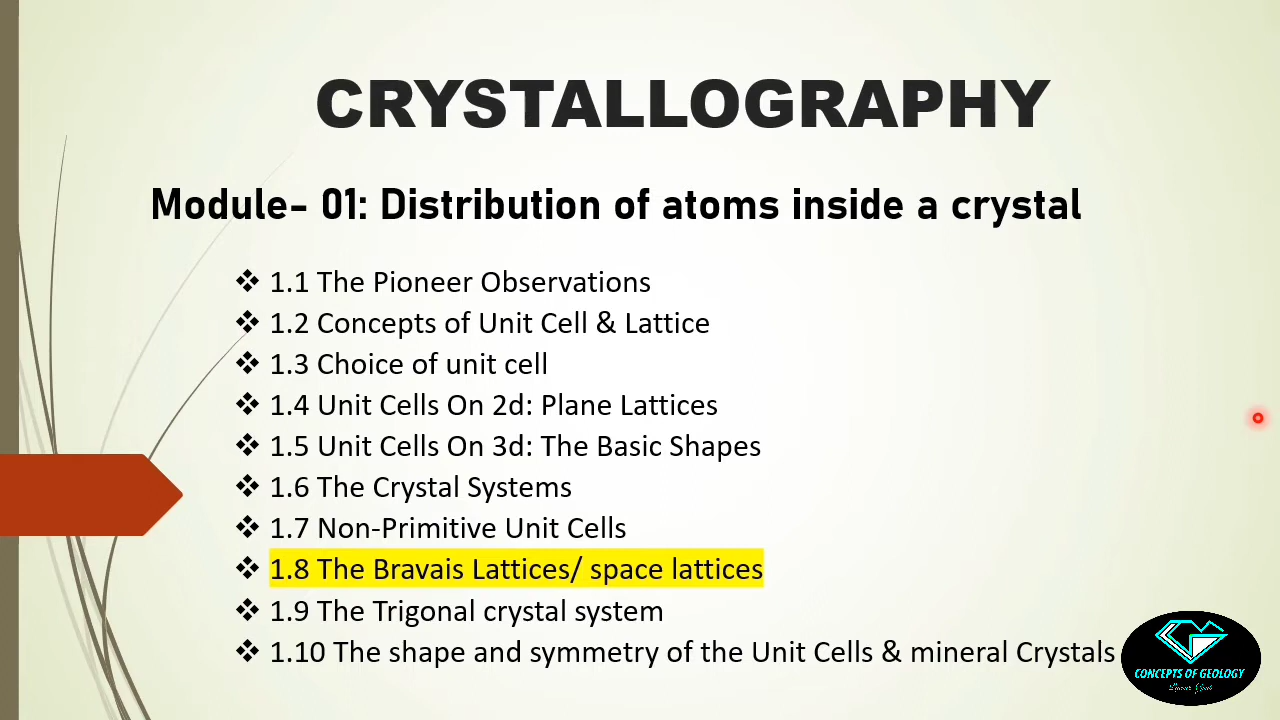 CRYSTALLOGRAPHY
Module- 01: Distribution of atoms inside a crystal
❖ 1.1 The Pioneer Observations
❖ 1.2 Concepts of Unit Cell & Lattice
❖ 1.3 Choice of unit cell
❖ 1.4 Unit Cells On 2d: Plane Lattices
❖ 1.5 Unit Cells On 3d: The Basic Shapes
❖ 1.6 The Crystal Systems
❖ 1.7 Non-Primitive Unit Cells
❖ 1.8 The Bravais Lattices/ space lattices
❖ 1.9 The Trigonal crystal system
❖ 1.10 The shape and symmetry of the Unit Cells & mineral Crystals
CONCEPTS OF GEOLOGY